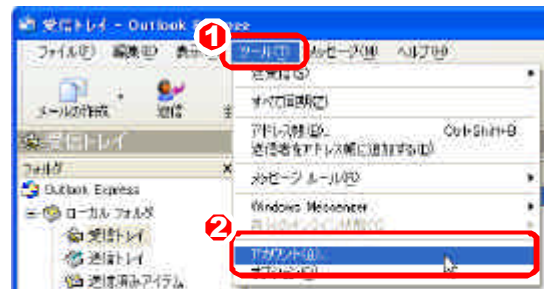 受信トレイ - Outlook Express
1
ファイル(F) 編集(E) 表示 ツール(T) メッセージ(M) ヘルプ(H)
メールの作成 返信
送受信(S)
すべて同期(Z)
アドレス帳(B)... Ctrl+Shift+B
送信者をアドレス帳に追加する(D)
メッセージ ルール(R)
Windows Messenger
2
アカウント(A)...
オプション(O)...
受信トレイ
フォルダ ×
Outlook Express
ローカル フォルダ
受信トレイ
送信トレイ
送信済みアイテム